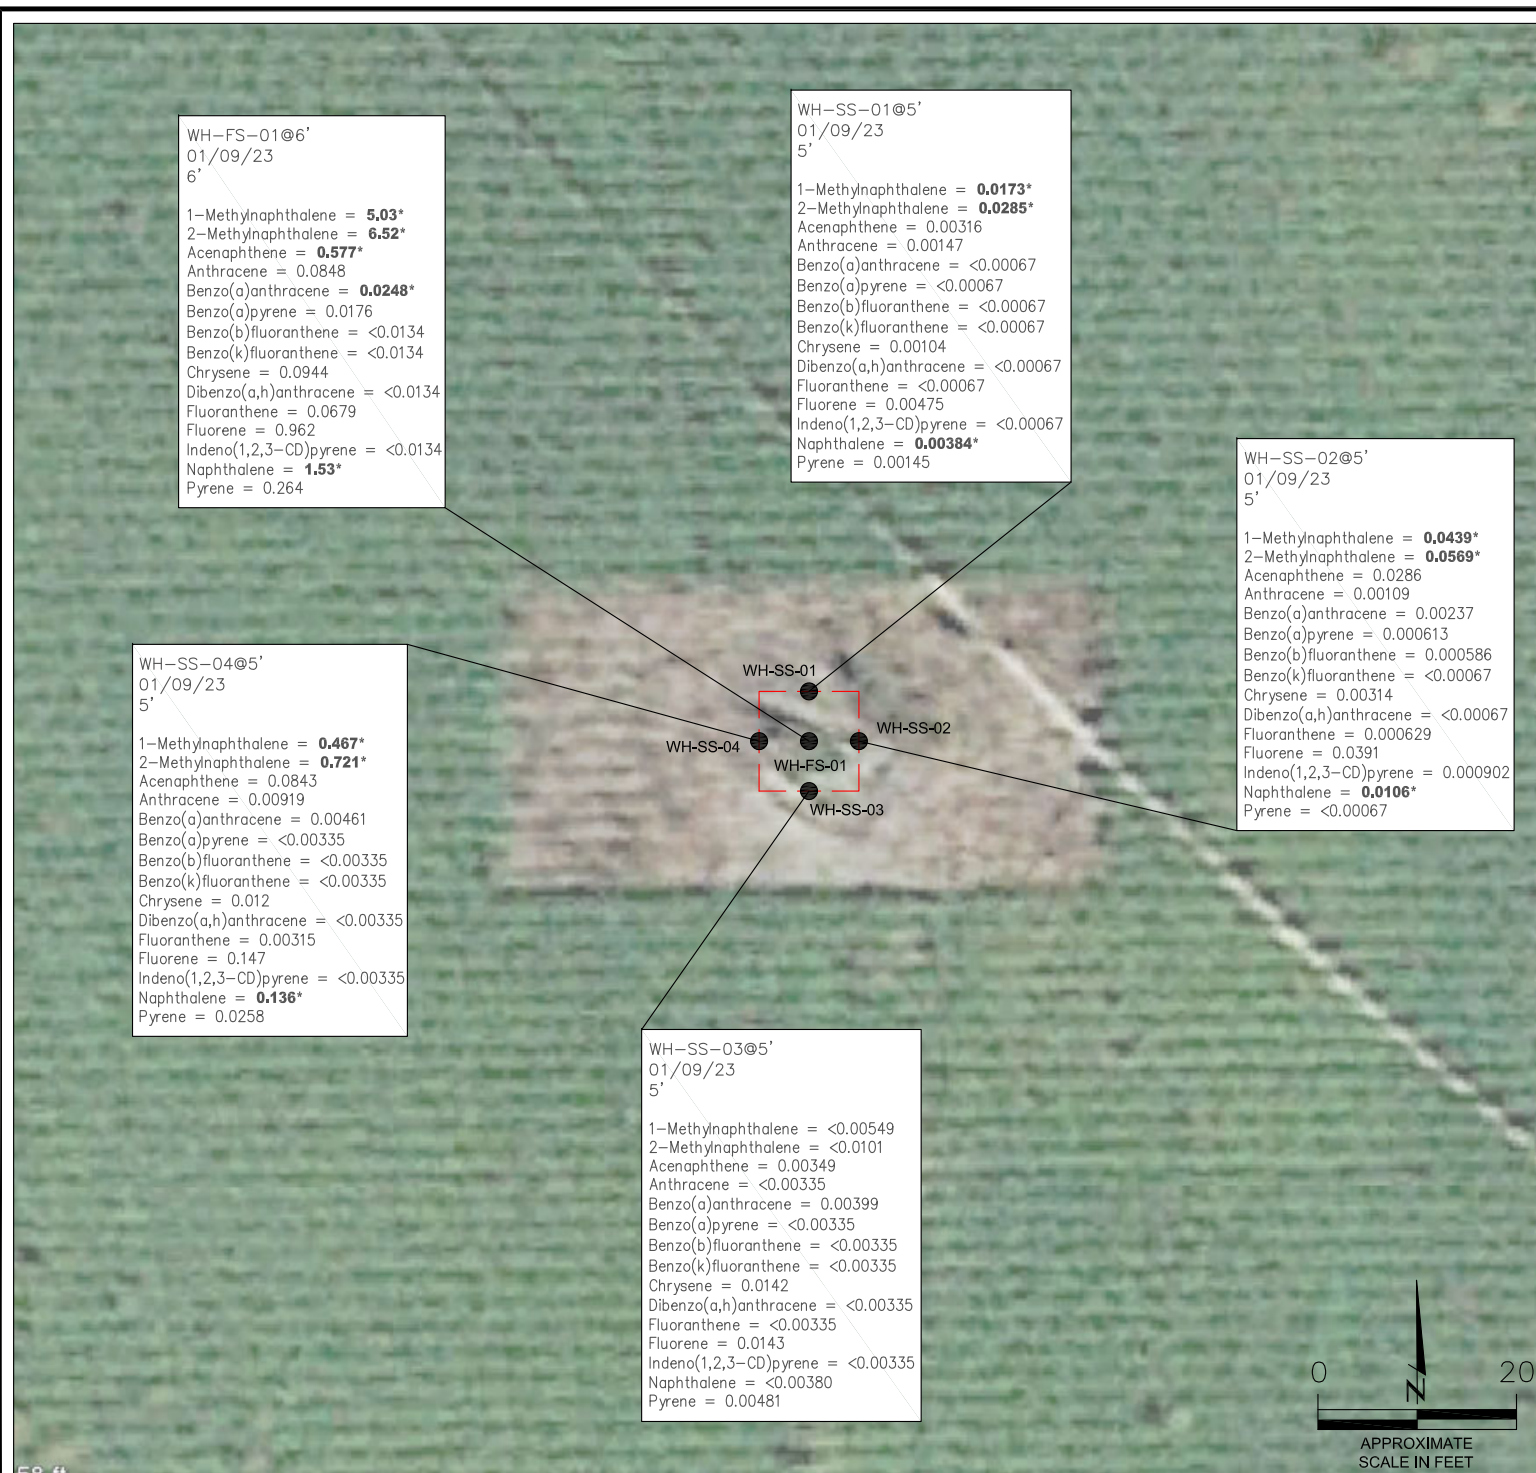 WH-FS-01@6'
01/09/23
6'
1-Methylnaphthalene = 5.03*
2-Methylnaphthalene = 6.52*
Acenaphthene = 0.577*
Anthracene = 0.0848
Benzo(a)anthracene = 0.0248*
Benzo(a)pyrene = 0.0176
Benzo(b)fluoranthene = <0.0134
Benzo(k)fluoranthene = <0.0134
Chrysene = 0.0944
Dibenzo(a,h)anthracene = <0.0134
Fluoranthene = 0.0679
Fluorene = 0.962
Indeno(1,2,3-CD)pyrene = <0.0134
Naphthalene = 1.53*
Pyrene = 0.264
WH-SS-01@5'
01/09/23
5'
1-Methylnaphthalene = 0.0173*
2-Methylnaphthalene = 0.0285*
Acenaphthene = 0.00316
Anthracene = 0.00147
Benzo(a)anthracene = <0.00067
Benzo(a)pyrene = <0.00067
Benzo(b)fluoranthene = <0.00067
Benzo(k)fluoranthene = <0.00067
Chrysene = 0.00104
Dibenzo(a,h)anthracene = <0.00067
Fluoranthene = <0.00067
Fluorene = 0.00475
Indeno(1,2,3-CD)pyrene = <0.00067
Naphthalene = 0.00384*
Pyrene = 0.00145
WH-SS-02@5'
01/09/23
5'
1-Methylnaphthalene = 0.0439*
2-Methylnaphthalene = 0.0569*
Acenaphthene = 0.0286
Anthracene = 0.00109
Benzo(a)anthracene = 0.00237
Benzo(a)pyrene = 0.000613
Benzo(b)fluoranthene = 0.000586
Benzo(k)fluoranthene = <0.00067
Chrysene = 0.00314
Dibenzo(a,h)anthracene = <0.00067
Fluoranthene = 0.000629
Fluorene = 0.0391
Indeno(1,2,3-CD)pyrene = 0.000902
Naphthalene = 0.0106*
Pyrene = <0.00067
WH-SS-04@5'
01/09/23
5'
1-Methylnaphthalene = 0.467*
2-Methylnaphthalene = 0.721*
Acenaphthene = 0.0843
Anthracene = 0.00919
Benzo(a)anthracene = 0.00461
Benzo(a)pyrene = <0.00335
Benzo(b)fluoranthene = <0.00335
Benzo(k)fluoranthene = <0.00335
Chrysene = 0.012
Dibenzo(a,h)anthracene = <0.00335
Fluoranthene = 0.00315
Fluorene = 0.147
Indeno(1,2,3-CD)pyrene = <0.00335
Naphthalene = 0.136*
Pyrene = 0.0258
WH-SS-01
WH-SS-02
WH-SS-04
WH-FS-01
WH-SS-03
WH-SS-03@5'
01/09/23
5'
1-Methylnaphthalene = <0.00549
2-Methylnaphthalene = <0.0101
Acenaphthene = 0.00349
Anthracene = <0.00335
Benzo(a)anthracene = 0.00399
Benzo(a)pyrene = <0.00335
Benzo(b)fluoranthene = <0.00335
Benzo(k)fluoranthene = <0.00335
Chrysene = 0.0142
Dibenzo(a,h)anthracene = <0.00335
Fluoranthene = <0.00335
Fluorene = 0.0143
Indeno(1,2,3-CD)pyrene = <0.00335
Naphthalene = <0.00380
Pyrene = 0.00481
N
0 20
APPROXIMATE
SCALE IN FEET